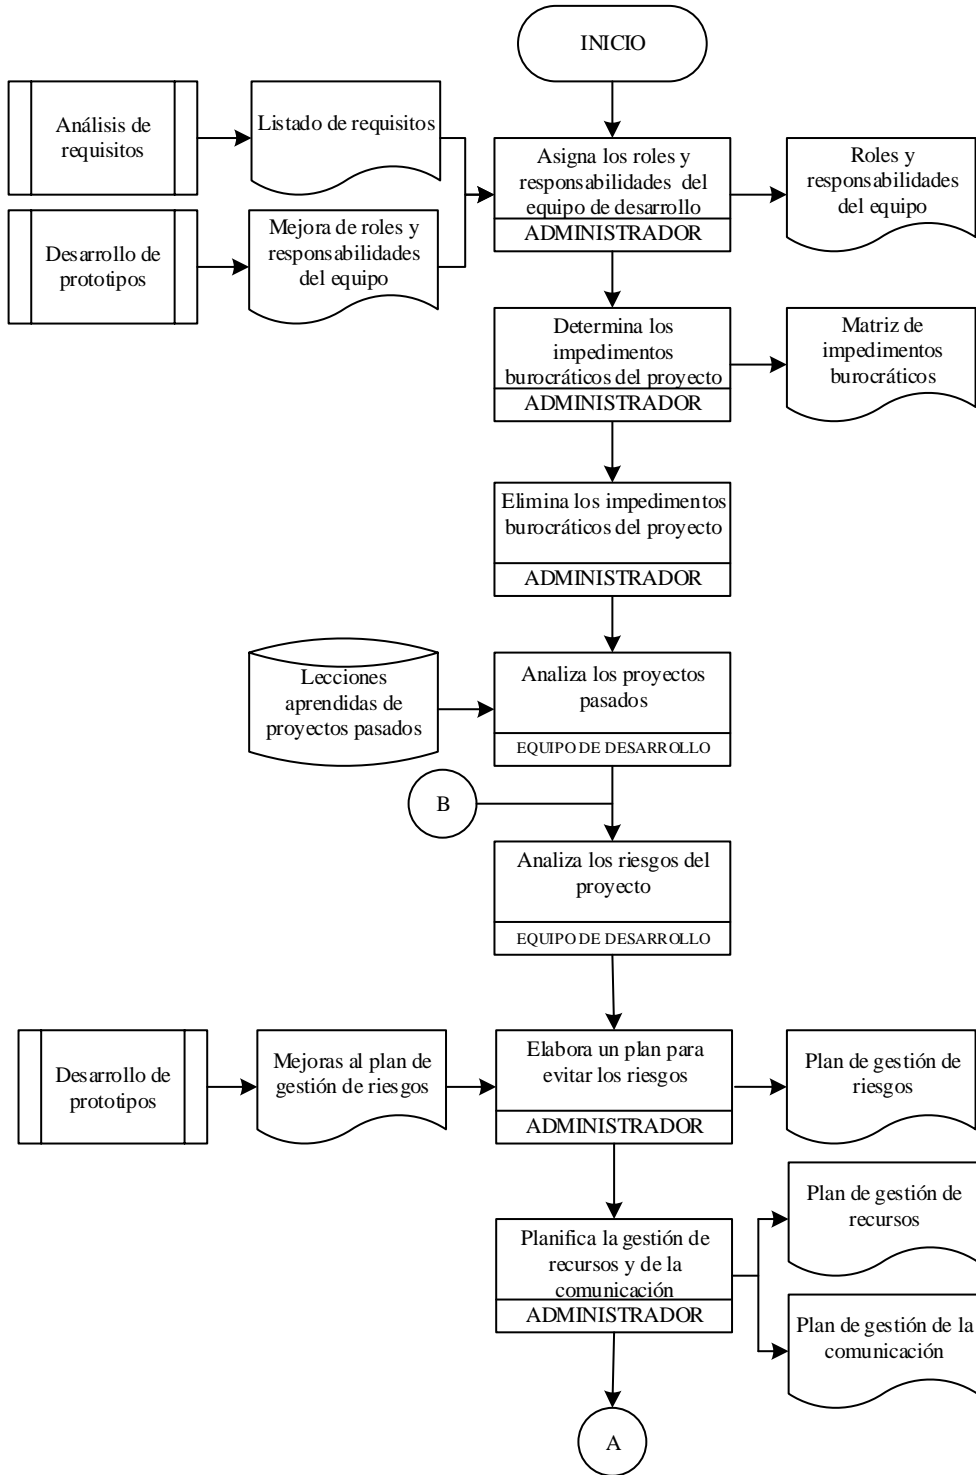 INICIO
Análisis de
requisitos
Listado de requisitos
Asigna los roles y
responsabilidades del
equipo de desarrollo
ADMINISTRADOR
Roles y
responsabilidades
del equipo
Desarrollo de
prototipos
Mejora de roles y
responsabilidades
del equipo
Determina los
impedimentos
burocráticos del proyecto
ADMINISTRADOR
Matriz de
impedimentos
burocráticos
Elimina los impedimentos
burocráticos del proyecto
ADMINISTRADOR
Lecciones
aprendidas de
proyectos pasados
Analiza los proyectos
pasados
EQUIPO DE DESARROLLO
B
Analiza los riesgos del
proyecto
EQUIPO DE DESARROLLO
Desarrollo de
prototipos
Mejoras al plan de
gestión de riesgos
Elabora un plan para
evitar los riesgos
ADMINISTRADOR
Plan de gestión de
riesgos
Planifica la gestión de
recursos y de la
comunicación
ADMINISTRADOR
Plan de gestión de
recursos
Plan de gestión de la
comunicación
A